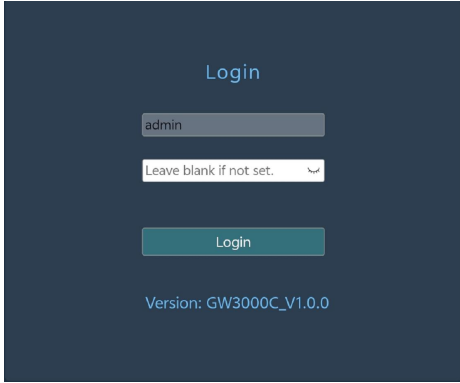 Login
admin
Leave blank if not set.
Login
Version: GW3000C_V1.0.0